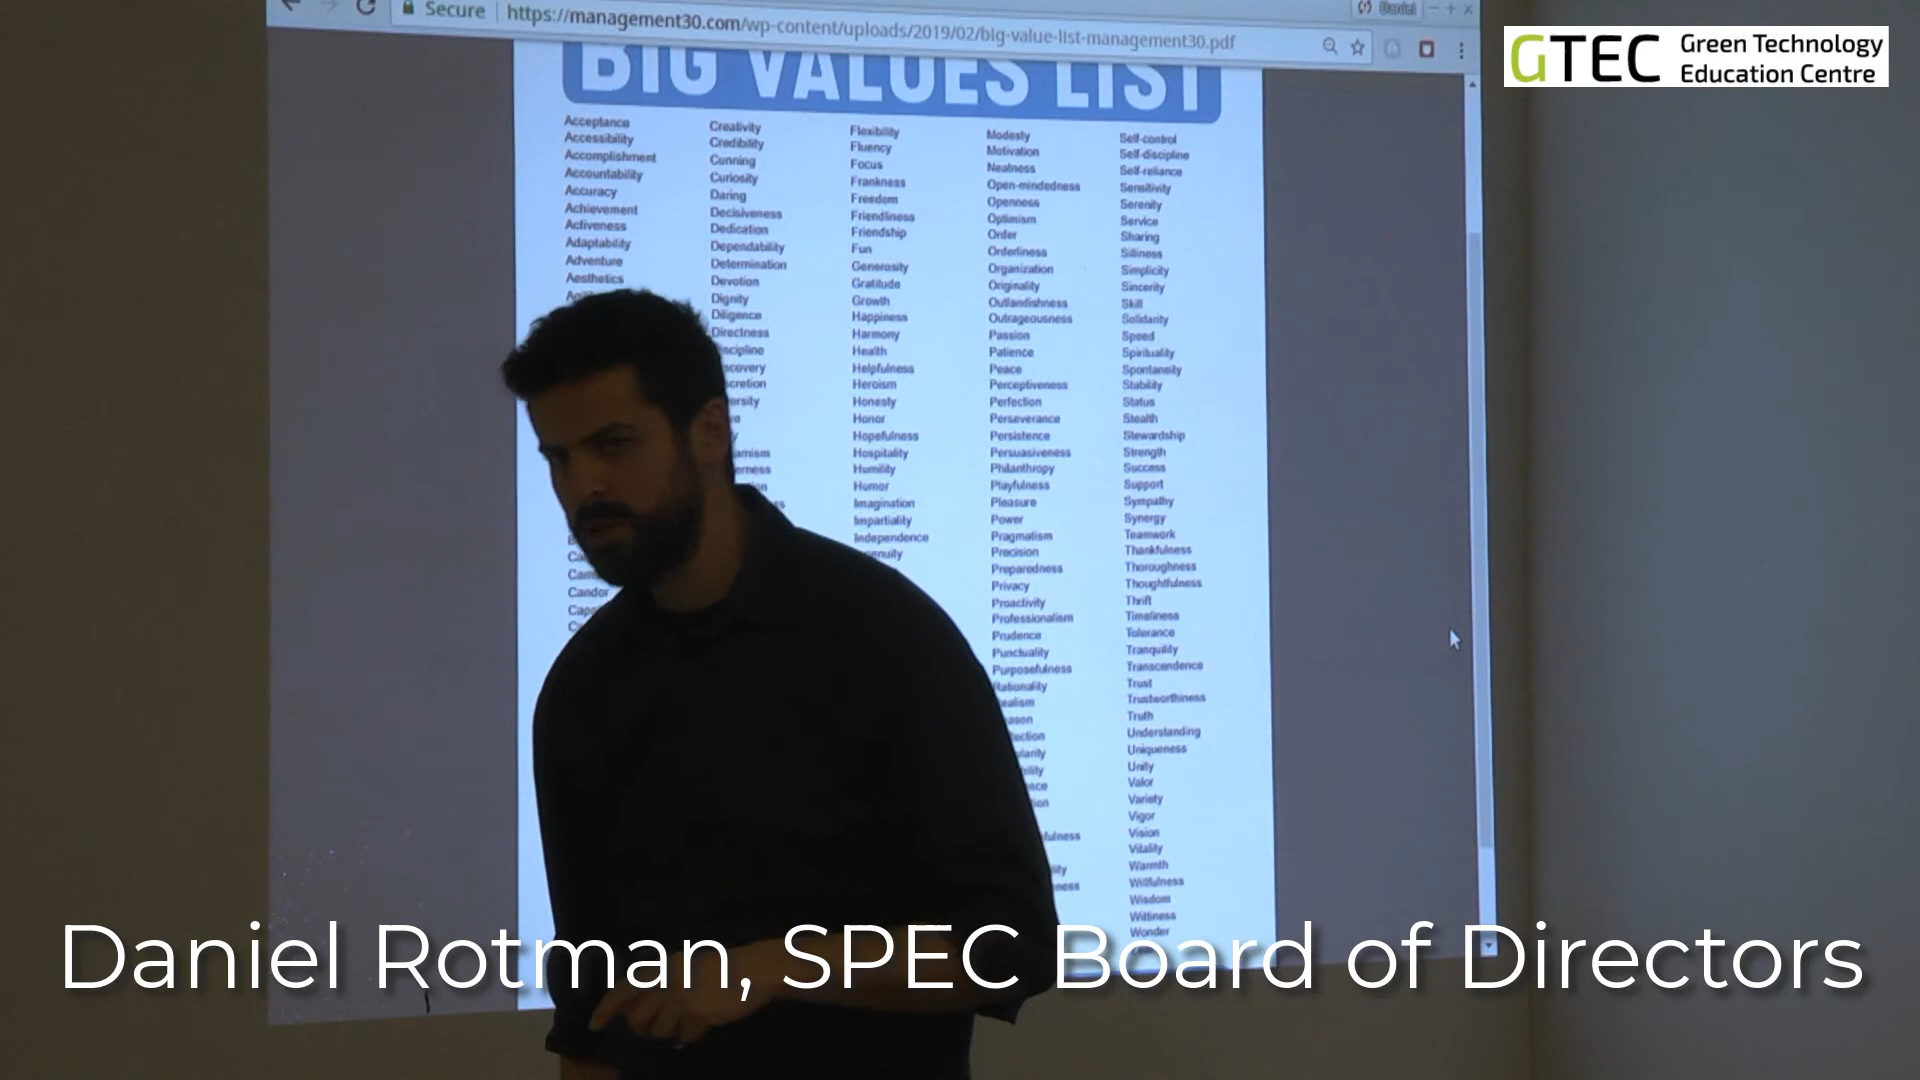 Secure https://management30.com/wp-content/uploads/2019/02/big-value-list-management30.pdf
GTEC Green Technology
Education Centre
BIG VALUES LIST
Acceptance
Accessibility
Accomplishment
Accountability
Accuracy
Achievement
Activeness
Adaptability
Adventure
Aesthetics
Candor
Creativity
Credibility
Cunning
Curiosity
Daring
Decisiveness
Dedication
Dependability
Determination
Devotion
Dignity
Diligence
Directness
Flexibility
Fluency
Focus
Frankness
Freedom
Friendliness
Friendship
Fun
Generosity
Gratitude
Growth
Happiness
Harmony
Health
Helpfulness
Heroism
Honesty
Honor
Hopefulness
Hospitality
Humility
Humor
Imagination
Impartiality
Independence
Modesty
Motivation
Neatness
Open-mindedness
Openness
Optimism
Order
Orderliness
Organization
Originality
Outlandishness
Outrageousness
Passion
Patience
Peace
Perceptiveness
Perfection
Perseverance
Persistence
Persuasiveness
Philanthropy
Playfulness
Pleasure
Power
Pragmatism
Precision
Preparedness
Privacy
Proactivity
Professionalism
Prudence
Punctuality
Purposefulness
Rationality
Self-control
Self-discipline
Self-reliance
Sensitivity
Serenity
Service
Sharing
Silliness
Simplicity
Sincerity
Skill
Solidarity
Speed
Spirituality
Spontaneity
Stability
Status
Stealth
Stewardship
Strength
Success
Support
Sympathy
Synergy
Teamwork
Thankfulness
Thoroughness
Thoughtfulness
Thrift
Timeliness
Tolerance
Tranquility
Transcendence
Trust
Trustworthiness
Truth
Understanding
Uniqueness
Unity
Valor
Variety
Vigor
Vision
Vitality
Warmth
Willfulness
Wisdom
Wittiness
Wonder
Daniel Rotman, SPEC Board of Directors